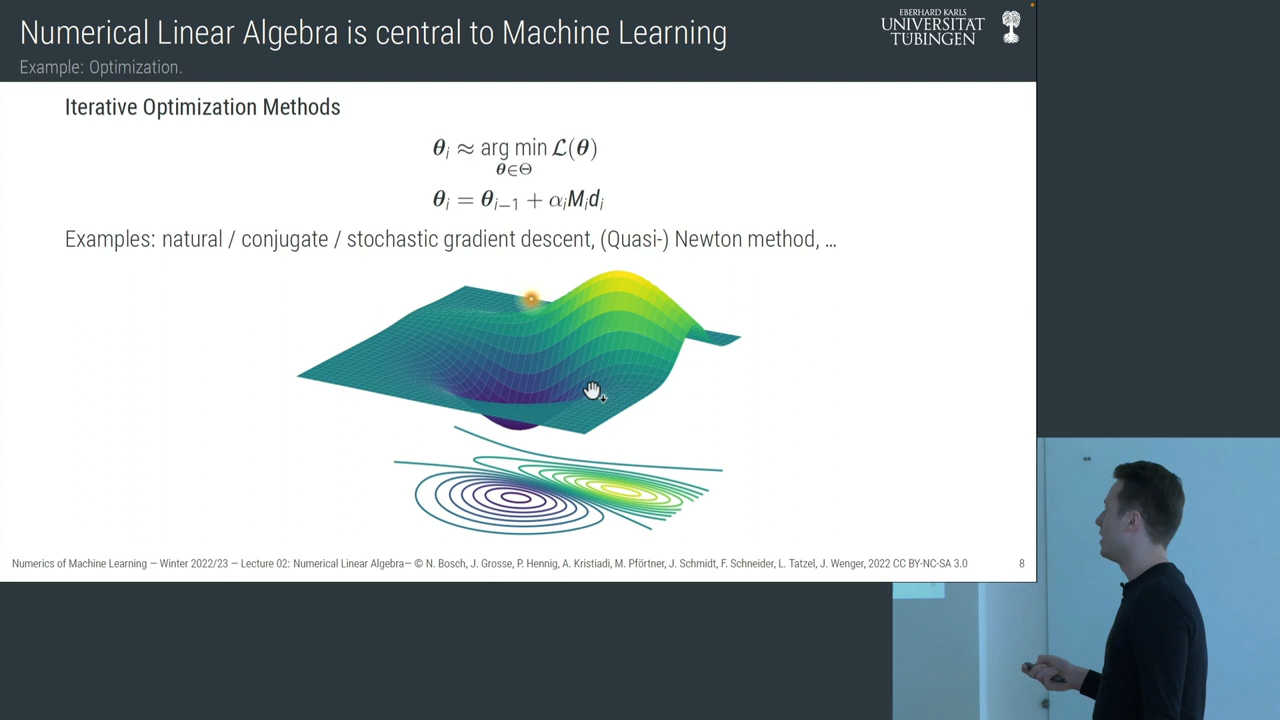 Numerical Linear Algebra is central to Machine Learning
Example: Optimization.
EBERHARD KARLS
UNIVERSITÄT
TÜBINGEN
Iterative Optimization Methods
θᵢ ≈ arg min ℒ(θ)
θ∈Θ
θᵢ = θᵢ₋₁ + αᵢMᵢdᵢ
Examples: natural / conjugate / stochastic gradient descent, (Quasi-) Newton method, ...
Numerics of Machine Learning — Winter 2022/23 — Lecture 02: Numerical Linear Algebra— © N. Bosch, J. Grosse, P. Hennig, A. Kristiadi, M. Pförtner, J. Schmidt, F. Schneider, L. Tatzel, J. Wenger, 2022 CC BY-NC-SA 3.0
8